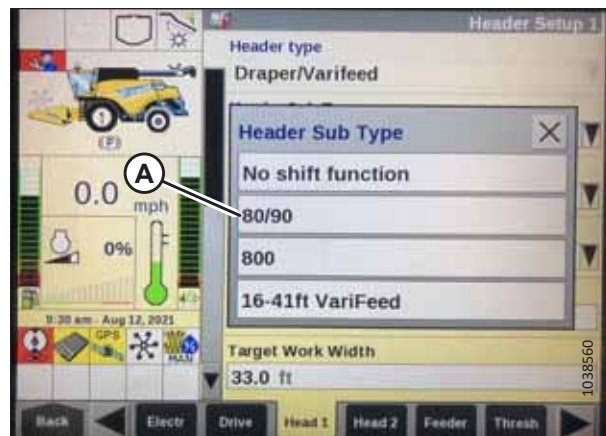 Header Setup 1
Header type
Draper/Varifeed
Header Sub Type
No shift function
80/90
800
16-41ft VariFeed
A
(F)
0.0 mph
0%
9:30 am - Aug 12, 2021
GPS
MAN
Target Work Width
33.0 ft
1038560
Back
Electr
Drive
Head 1
Head 2
Feeder
Thresh